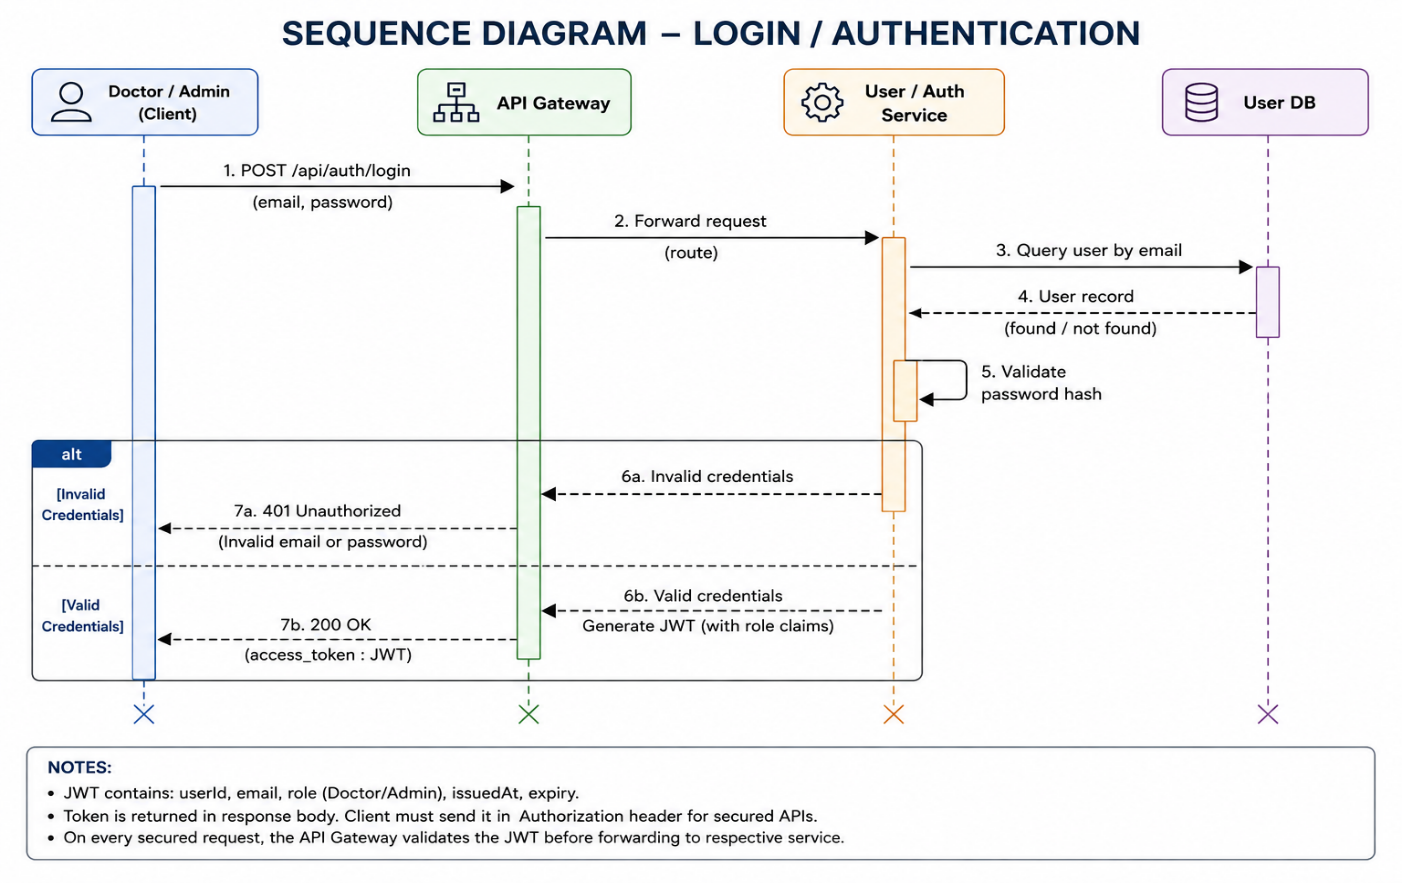 SEQUENCE DIAGRAM – LOGIN / AUTHENTICATION
Doctor / Admin
(Client)
API Gateway
User / Auth
Service
User DB
1. POST /api/auth/login
(email, password)
2. Forward request
(route)
3. Query user by email
4. User record
(found / not found)
5. Validate
password hash
alt
[Invalid
Credentials]
6a. Invalid credentials
7a. 401 Unauthorized
(Invalid email or password)
[Valid
Credentials]
6b. Valid credentials
Generate JWT (with role claims)
7b. 200 OK
(access_token : JWT)
NOTES:
• JWT contains: userId, email, role (Doctor/Admin), issuedAt, expiry.
• Token is returned in response body. Client must send it in Authorization header for secured APIs.
• On every secured request, the API Gateway validates the JWT before forwarding to respective service.